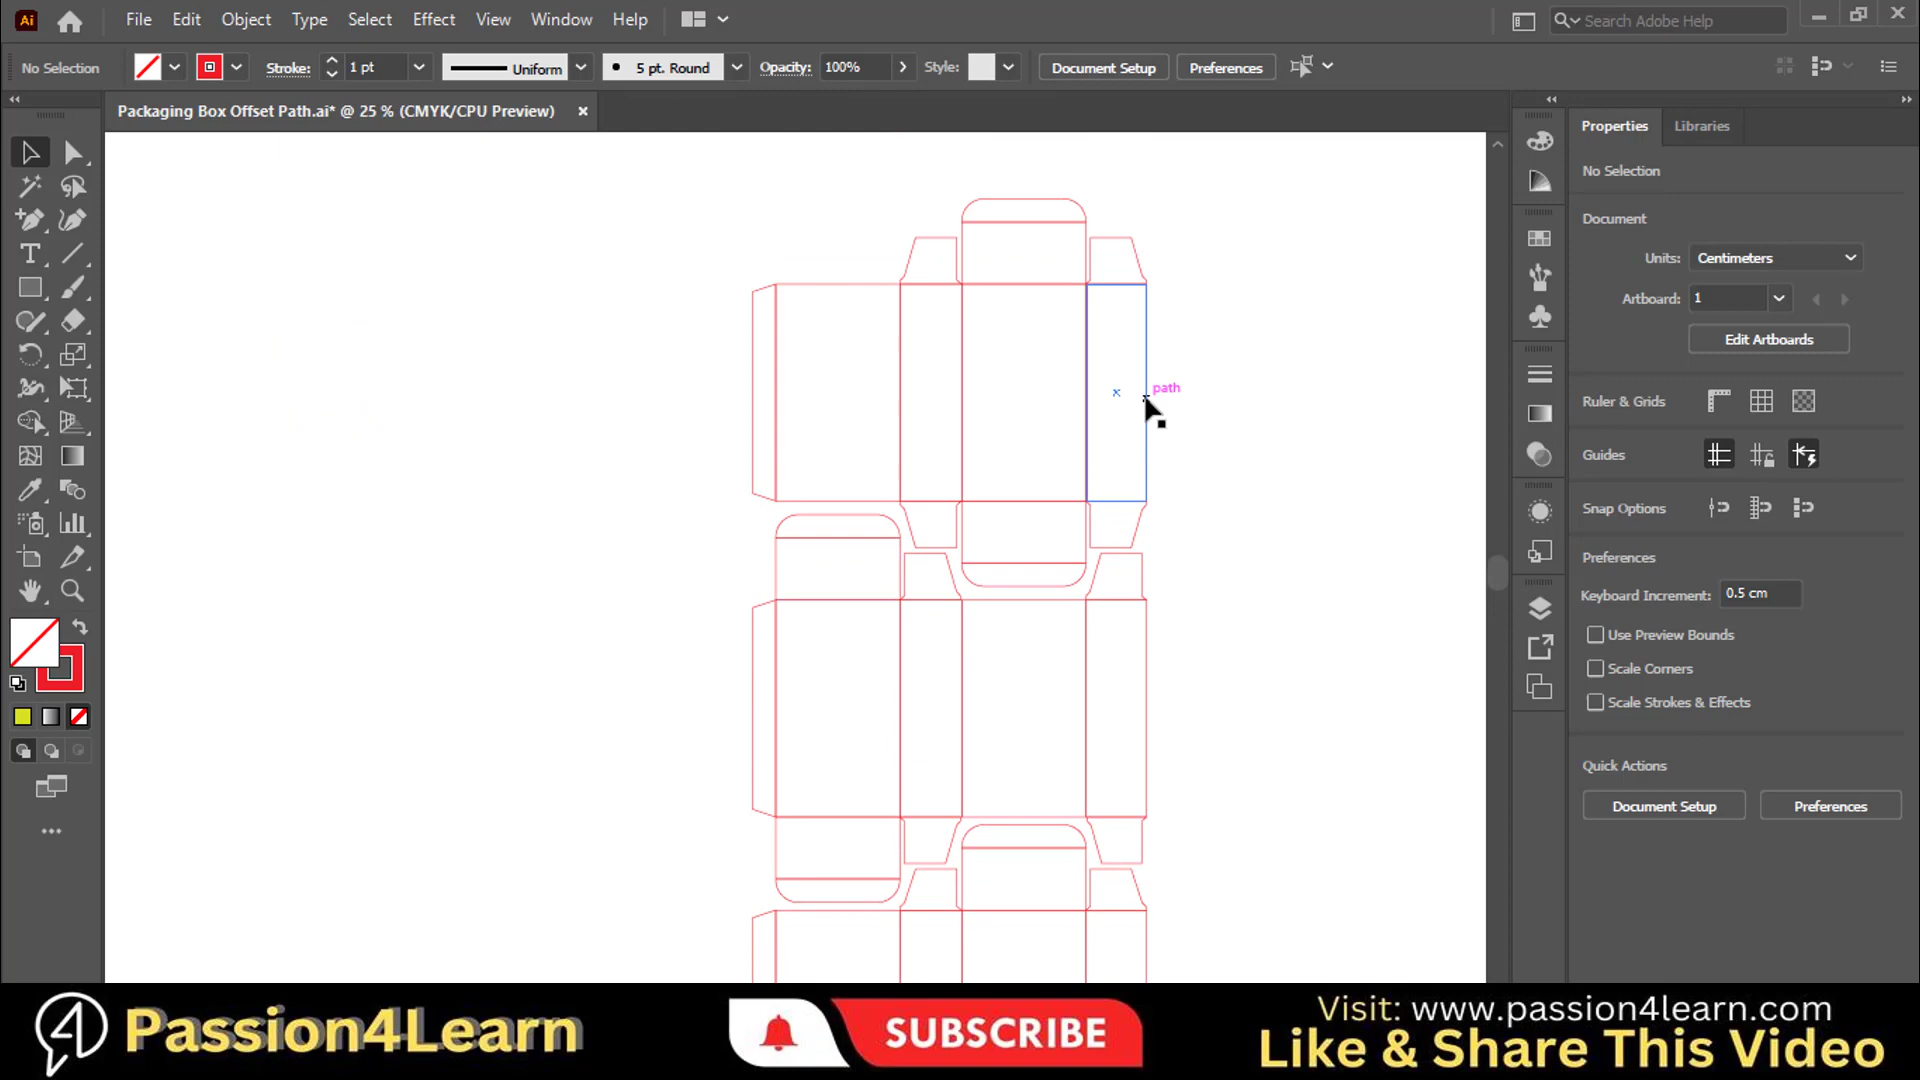 Ai File Edit Object Type Select Effect View Window Help Search Adobe Help
No Selection Stroke: 1 pt Uniform 5 pt. Round Opacity: 100% Style: Document Setup Preferences
Packaging Box Offset Path.ai* @ 25 % (CMYK/CPU Preview)
Properties Libraries
No Selection
Document
Units: Centimeters
Artboard: 1
Edit Artboards
path
Ruler & Grids
Guides
Snap Options
Preferences
Keyboard Increment: 0.5 cm
Use Preview Bounds
Scale Corners
Scale Strokes & Effects
Quick Actions
Document Setup Preferences
Passion4Learn
SUBSCRIBE
Visit: www.passion4learn.com
Like & Share This Video